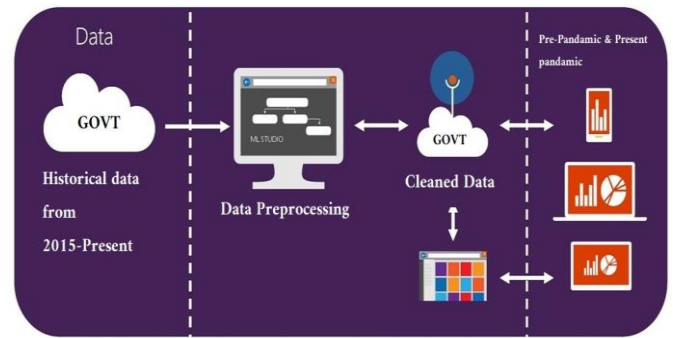 Data
GOVT
Historical data
from
2015-Present
ML STUDIO
Data Preprocessing
GOVT
Cleaned Data
Pre-Pandamic & Present
pandamic